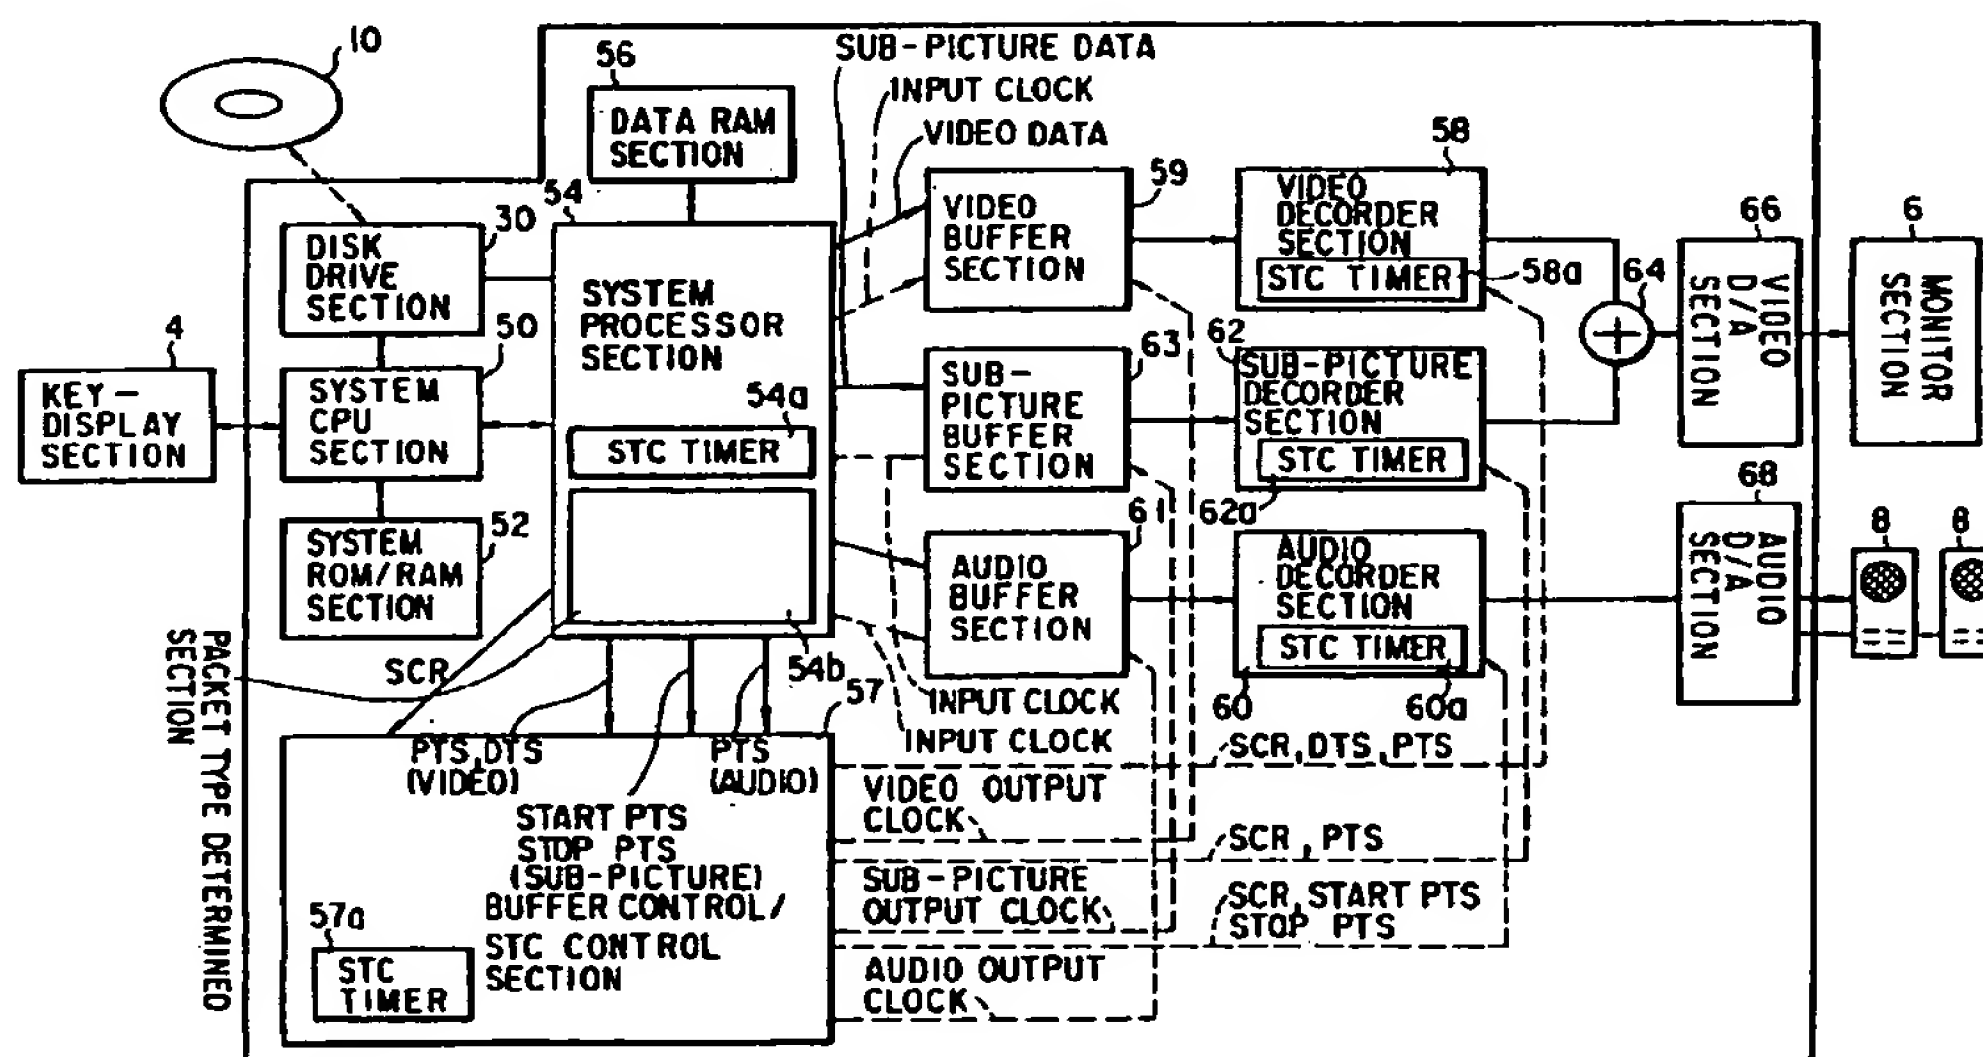 10
56
SUB-PICTURE DATA
INPUT CLOCK
VIDEO DATA
DATA RAM
SECTION
54
30
DISK
DRIVE
SECTION
4
KEY-
DISPLAY
SECTION
50
SYSTEM
CPU
SECTION
52
SYSTEM
ROM/RAM
SECTION
SYSTEM
PROCESSOR
SECTION
54a
STC TIMER
54b
59
VIDEO
BUFFER
SECTION
63
SUB-
PICTURE
BUFFER
SECTION
61
AUDIO
BUFFER
SECTION
58
VIDEO
DECORDER
SECTION
STC TIMER
58a
62
SUB-PICTURE
DECORDER
SECTION
STC TIMER
62a
AUDIO
DECORDER
SECTION
STC TIMER
60
60a
64
66
VIDEO
D/A
SECTION
6
MONITOR
SECTION
68
AUDIO
D/A
SECTION
8
8
PACKET TYPE DETERMINED
SECTION
SCR
57
PTS,DTS
(VIDEO)
PTS
(AUDIO)
START PTS
STOP PTS
(SUB-PICTURE)
BUFFER CONTROL/
STC CONTROL
SECTION
57a
STC
TIMER
INPUT CLOCK
INPUT CLOCK
SCR,DTS,PTS
VIDEO OUTPUT
CLOCK
SCR,PTS
SUB-PICTURE
OUTPUT CLOCK
SCR,START PTS
STOP PTS
AUDIO OUTPUT
CLOCK